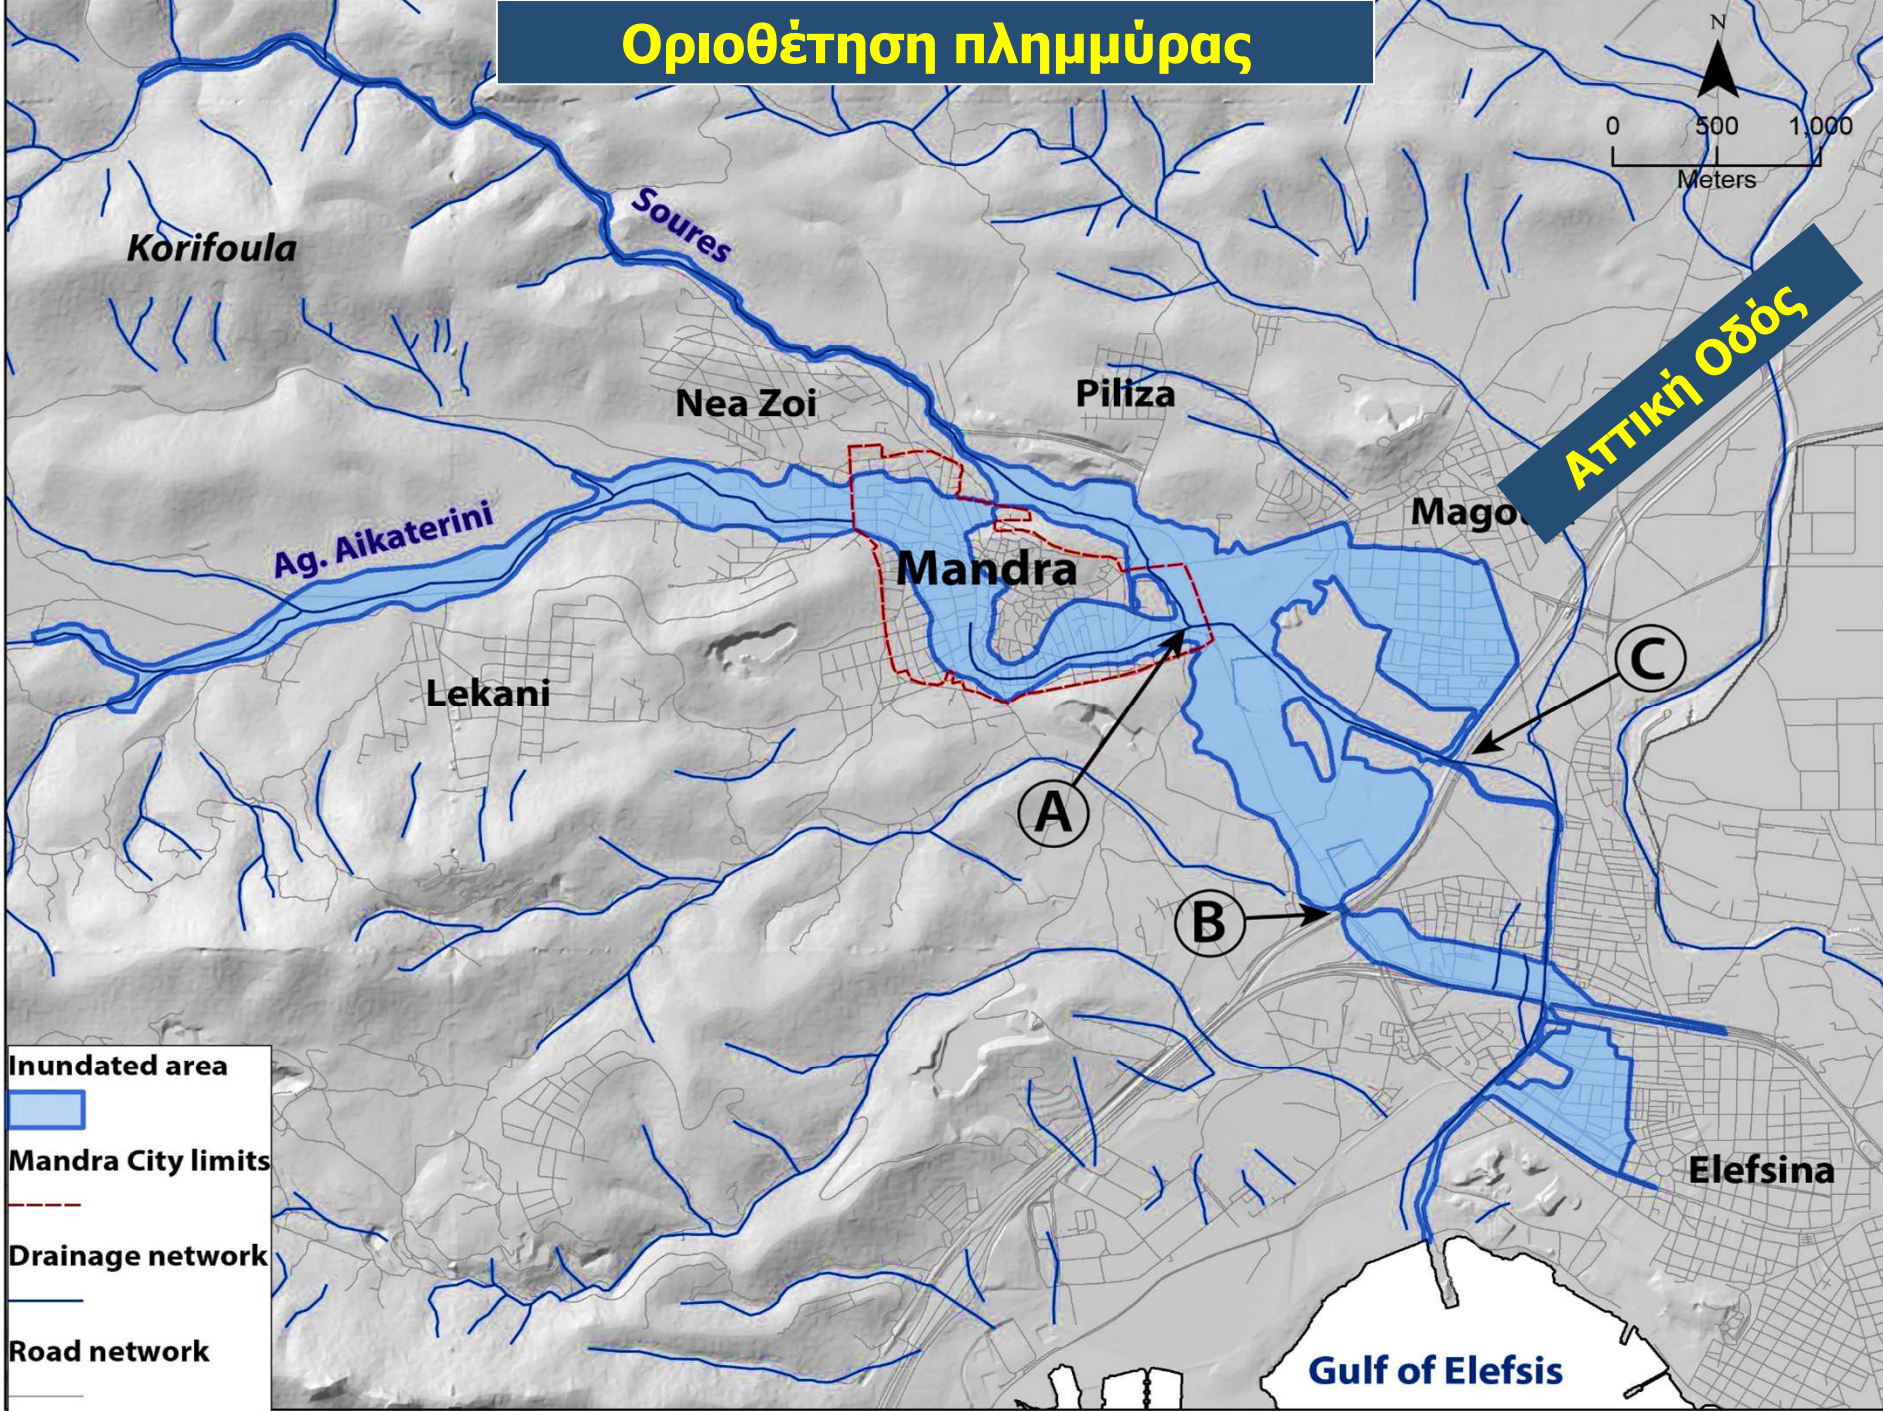 Οριοθέτηση πλημμύρας
N
0 500 1,000
Meters
Soures
Korifoula
Αττική Οδός
Nea Zoi
Piliza
Mago
Ag. Aikaterini
Mandra
Lekani
C
A
B
Inundated area
Mandra City limits
Drainage network
Road network
Elefsina
Gulf of Elefsis